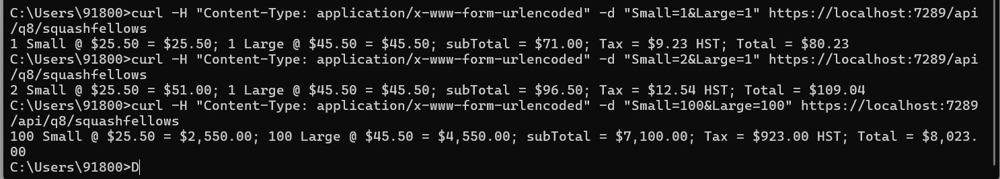 C:\Users\91800>curl -H "Content-Type: application/x-www-form-urlencoded" -d "Small=1&Large=1" https://localhost:7289/api
/q8/squashfellows
1 Small @ $25.50 = $25.50; 1 Large @ $45.50 = $45.50; subTotal = $71.00; Tax = $9.23 HST; Total = $80.23
C:\Users\91800>curl -H "Content-Type: application/x-www-form-urlencoded" -d "Small=2&Large=1" https://localhost:7289/api
/q8/squashfellows
2 Small @ $25.50 = $51.00; 1 Large @ $45.50 = $45.50; subTotal = $96.50; Tax = $12.54 HST; Total = $109.04
C:\Users\91800>curl -H "Content-Type: application/x-www-form-urlencoded" -d "Small=100&Large=100" https://localhost:7289
/api/q8/squashfellows
100 Small @ $25.50 = $2,550.00; 100 Large @ $45.50 = $4,550.00; subTotal = $7,100.00; Tax = $923.00 HST; Total = $8,023.
00
C:\Users\91800>D